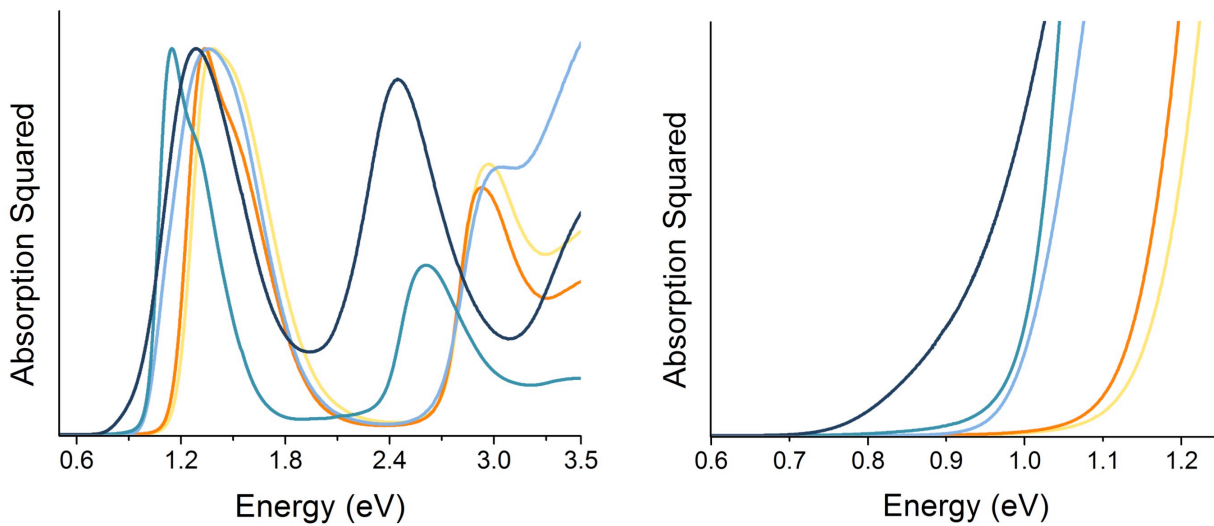 Absorption Squared
0.6 1.2 1.8 2.4 3.0 3.5
Energy (eV)
Absorption Squared
0.6 0.7 0.8 0.9 1.0 1.1 1.2
Energy (eV)